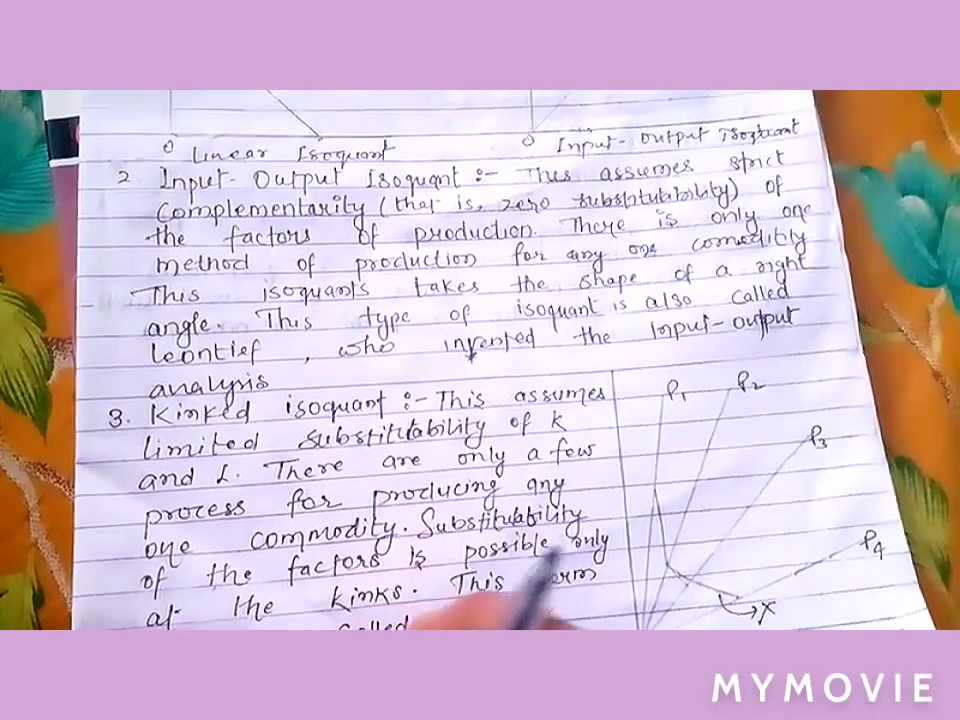 O Linear Isoquant
O Input-Output Isoquant
2 Input-Output Isoquant :- This assumes strict
Complementarity (that is, zero substitutability) of
the factors of production. There is only one
method of production for any one comodity
This isoquants takes the shape of a right
angle. This type of isoquant is also called
leontief, who invented the input-output
analysis
3. Kinked isoquant :- This assumes
limited substitutability of k
and L. There are only a few
process for producing any
one commodity. Substitutability
of the factors is possible only
at the kinks. This
called
P1
P2
P3
P4
X
MYMOVIE